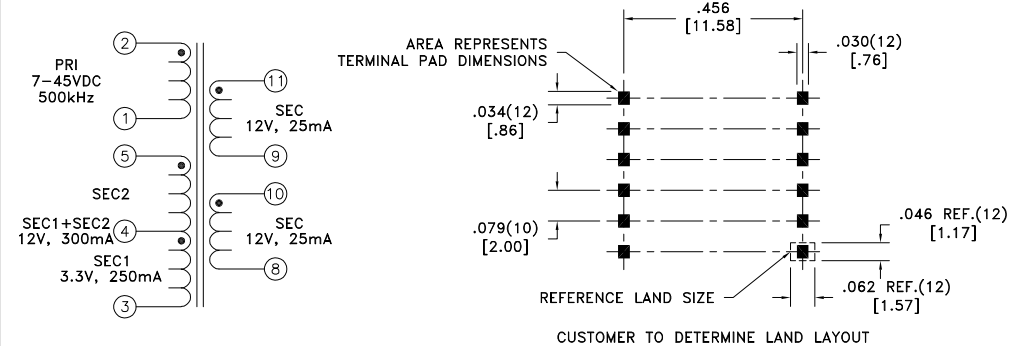 2
PRI
7-45VDC
500kHz
1
11
SEC
12V, 25mA
9
5
SEC2
SEC1+SEC2
12V, 300mA
4
SEC1
3.3V, 250mA
3
10
SEC
12V, 25mA
8
.456
[11.58]
AREA REPRESENTS
TERMINAL PAD DIMENSIONS
.030(12)
[.76]
.034(12)
[.86]
.079(10)
[2.00]
.046 REF.(12)
[1.17]
REFERENCE LAND SIZE
.062 REF.(12)
[1.57]
CUSTOMER TO DETERMINE LAND LAYOUT